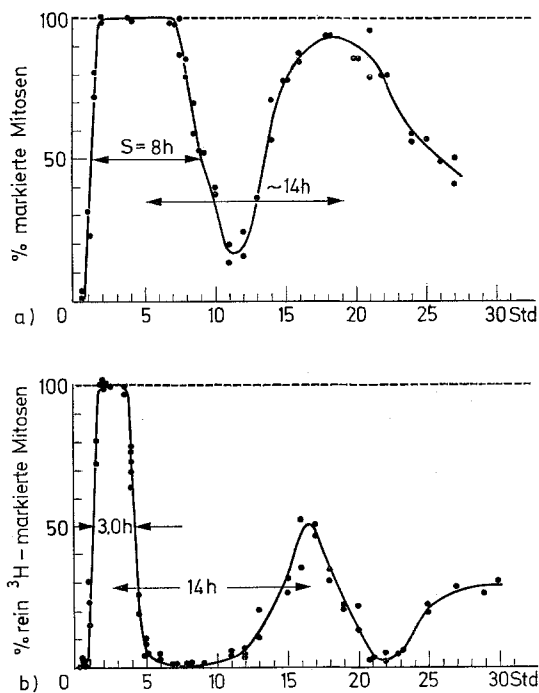 100
50
% markierte Mitosen
S = 8h
~14h
a) 0 5 10 15 20 25 30 Std
100
50
% rein ³H – markierte Mitosen
3,0h
14h
b) 0 5 10 15 20 25 30 Std